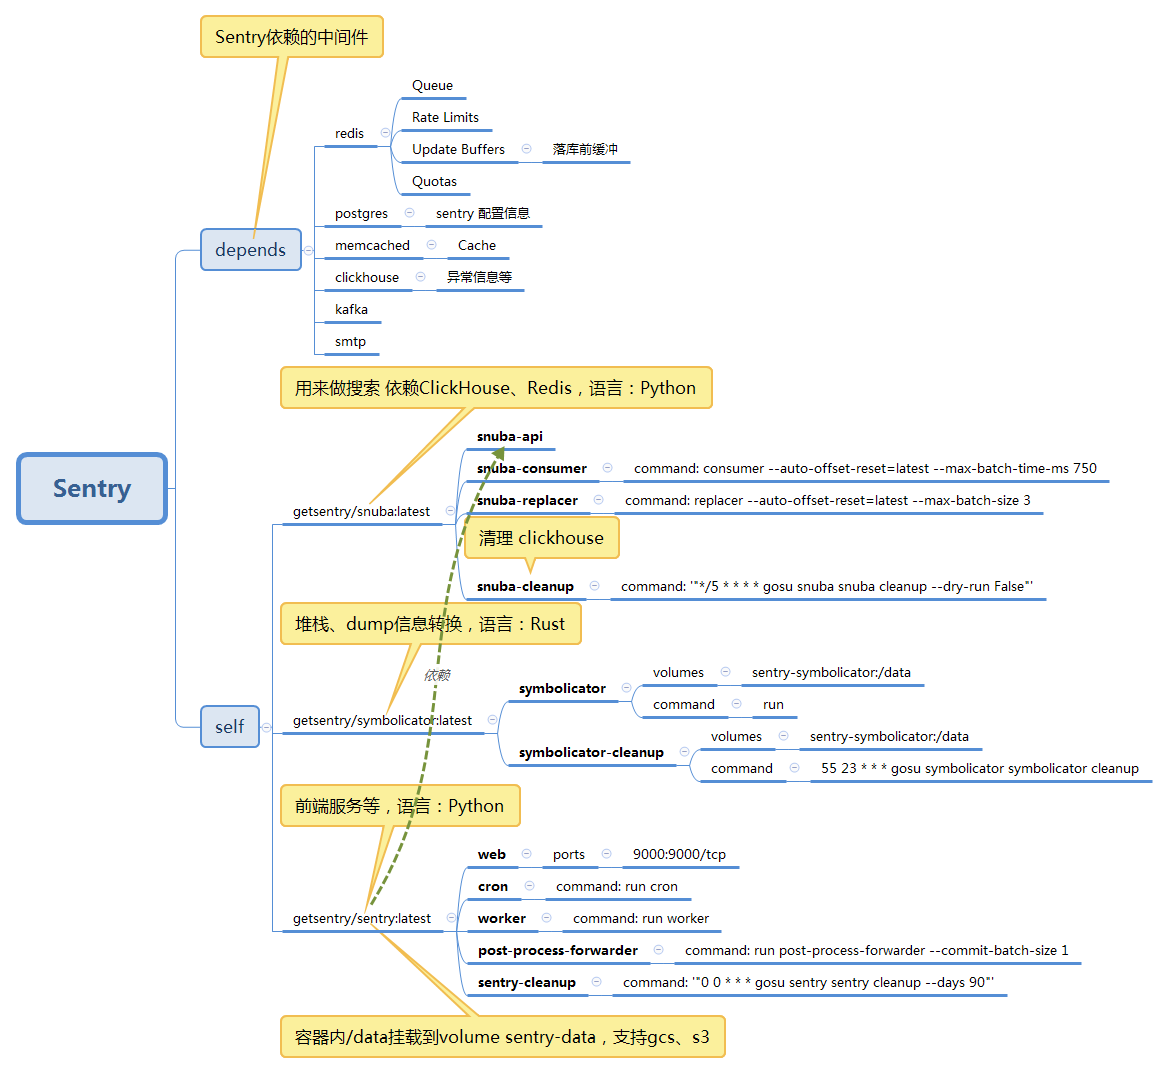 Sentry依赖的中间件
Queue
Rate Limits
redis
Update Buffers
落库前缓冲
Quotas
postgres
sentry 配置信息
depends
memcached
Cache
clickhouse
异常信息等
kafka
smtp
用来做搜索 依赖ClickHouse、Redis，语言：Python
snuba-api
Sentry
snuba-consumer
command: consumer --auto-offset-reset=latest --max-batch-time-ms 750
snuba-replacer
command: replacer --auto-offset-reset=latest --max-batch-size 3
getsentry/snuba:latest
清理 clickhouse
snuba-cleanup
command: '"*/5 * * * * gosu snuba snuba cleanup --dry-run False"'
堆栈、dump信息转换，语言：Rust
依赖
volumes
sentry-symbolicator:/data
symbolicator
command
run
getsentry/symbolicator:latest
self
volumes
sentry-symbolicator:/data
symbolicator-cleanup
command
55 23 * * * gosu symbolicator symbolicator cleanup
前端服务等，语言：Python
web
ports
9000:9000/tcp
cron
command: run cron
getsentry/sentry:latest
worker
command: run worker
post-process-forwarder
command: run post-process-forwarder --commit-batch-size 1
sentry-cleanup
command: '"0 0 * * * gosu sentry sentry cleanup --days 90"'
容器内/data挂载到volume sentry-data，支持gcs、s3